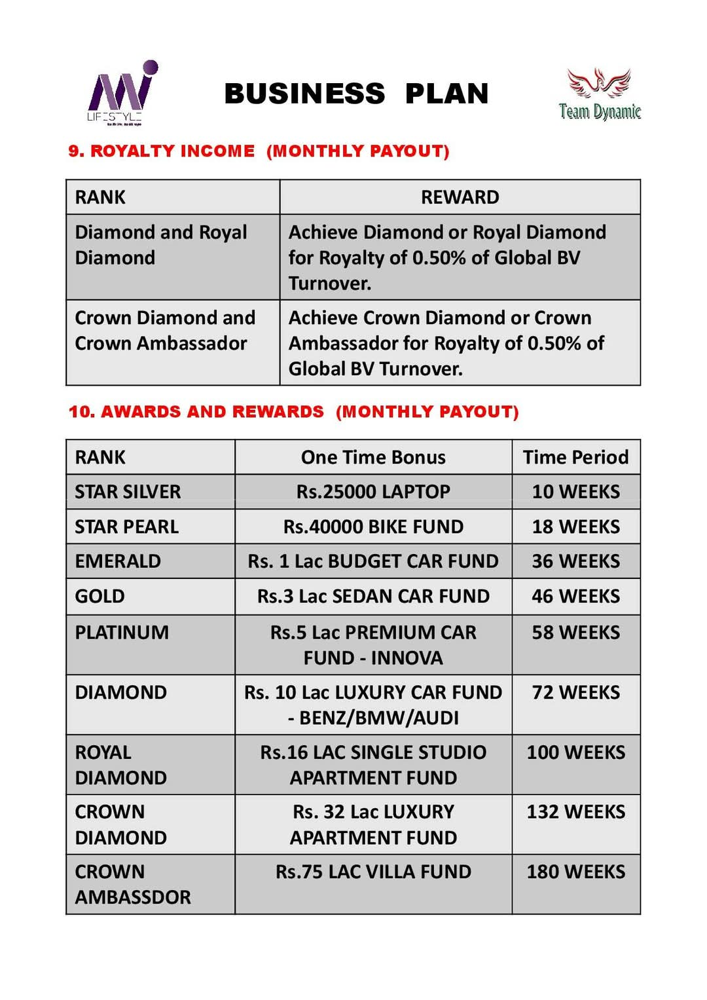 LIFESTYLE
BUSINESS PLAN
Team Dynamic
9. ROYALTY INCOME (MONTHLY PAYOUT)
RANK
REWARD
Diamond and Royal
Diamond
Achieve Diamond or Royal Diamond
for Royalty of 0.50% of Global BV
Turnover.
Crown Diamond and
Crown Ambassador
Achieve Crown Diamond or Crown
Ambassador for Royalty of 0.50% of
Global BV Turnover.
10. AWARDS AND REWARDS (MONTHLY PAYOUT)
RANK
One Time Bonus
Time Period
STAR SILVER
Rs.25000 LAPTOP
10 WEEKS
STAR PEARL
Rs.40000 BIKE FUND
18 WEEKS
EMERALD
Rs. 1 Lac BUDGET CAR FUND
36 WEEKS
GOLD
Rs.3 Lac SEDAN CAR FUND
46 WEEKS
PLATINUM
Rs.5 Lac PREMIUM CAR
FUND - INNOVA
58 WEEKS
DIAMOND
Rs. 10 Lac LUXURY CAR FUND
- BENZ/BMW/AUDI
72 WEEKS
ROYAL
DIAMOND
Rs.16 LAC SINGLE STUDIO
APARTMENT FUND
100 WEEKS
CROWN
DIAMOND
Rs. 32 Lac LUXURY
APARTMENT FUND
132 WEEKS
CROWN
AMBASSDOR
Rs.75 LAC VILLA FUND
180 WEEKS